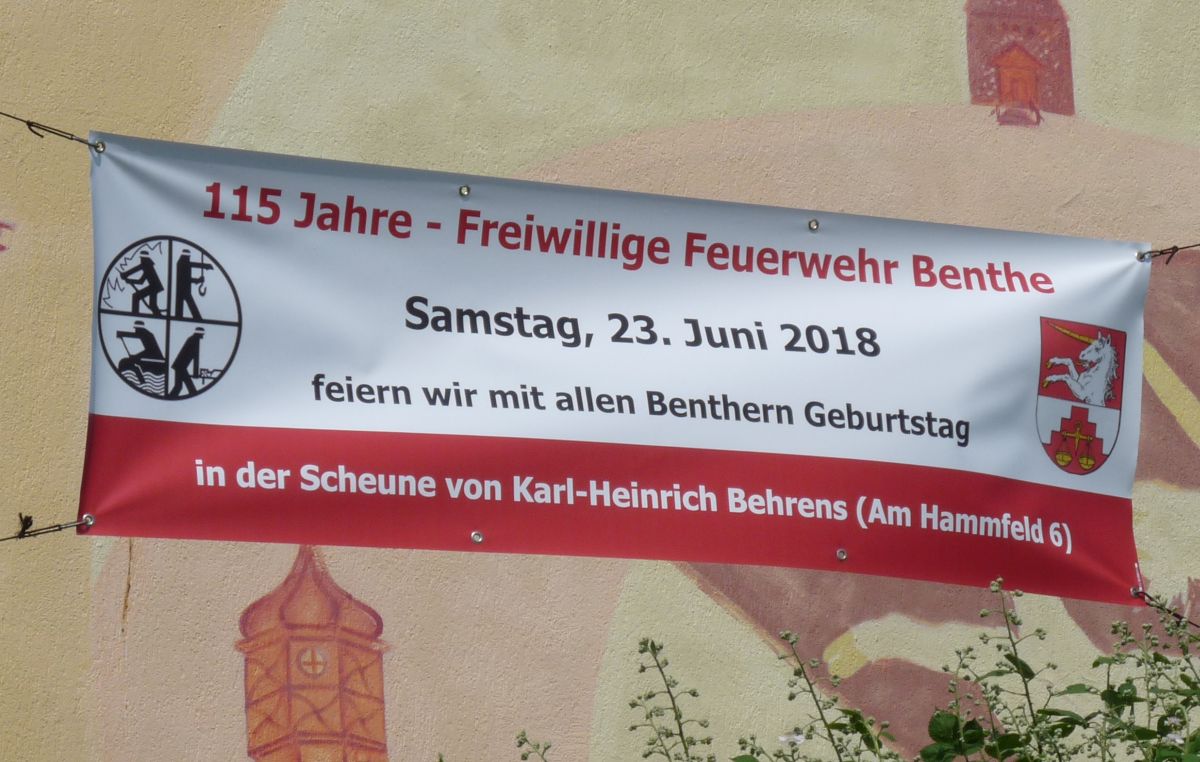 115 Jahre - Freiwillige Feuerwehr Benthe
Samstag, 23. Juni 2018
feiern wir mit allen Benthern Geburtstag
in der Scheune von Karl-Heinrich Behrens (Am Hammfeld 6)